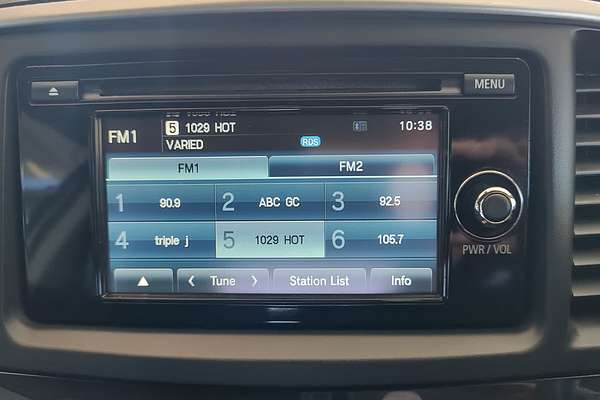 MENU
FM1
5 1029 HOT
10:38
VARIED
RDS
FM1 FM2
1 90.9 2 ABC GC 3 92.5
4 triple j 5 1029 HOT 6 105.7
Tune Station List Info
PWR / VOL